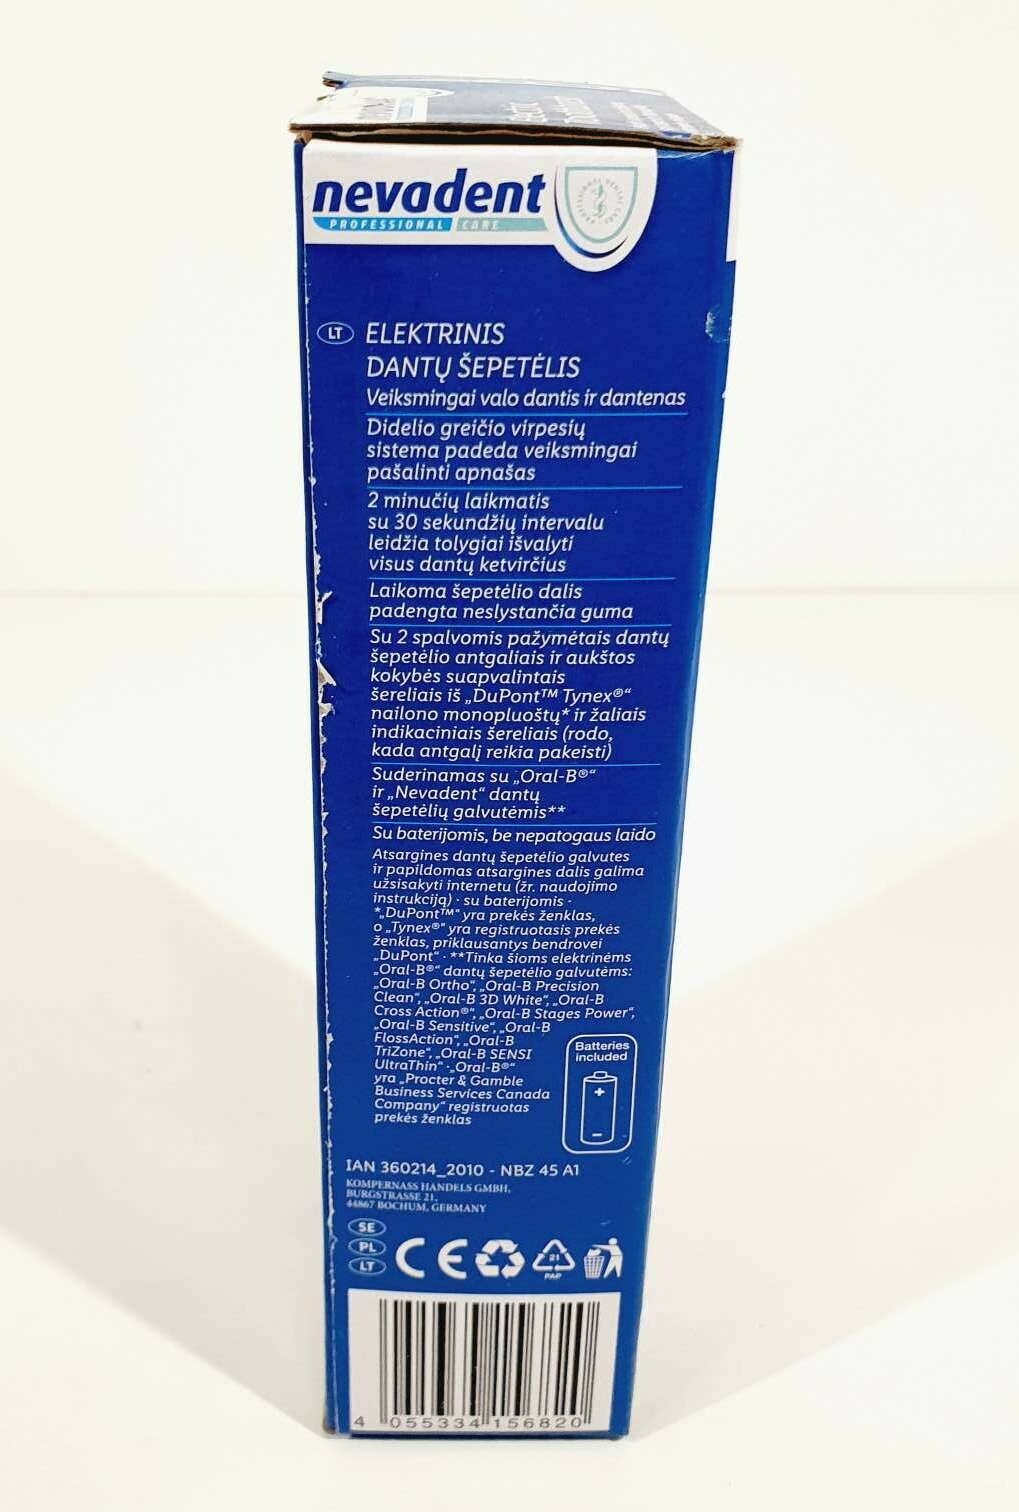 nevadent
PROFESSIONAL CARE
LT ELEKTRINIS
DANTŲ ŠEPETĖLIS
Veiksmingai valo dantis ir dantenas
Didelio greičio virpesių
sistema padeda veiksmingai
pašalinti apnašas
2 minučių laikmatis
su 30 sekundžių intervalu
leidžia tolygiai išvalyti
visus dantų ketvirčius
Laikoma šepetėlio dalis
padengta neslystančia guma
Su 2 spalvomis pažymėtais dantų
šepetėlio antgaliais ir aukštos
kokybės suapvalintais
šereliais iš „DuPont™ Tynex®“
nailono monopluoštų* ir žaliais
indikaciniais šereliais (rodo,
kada antgalį reikia pakeisti)
Suderinamas su „Oral-B®“
ir „Nevadent“ dantų
šepetėlių galvutėmis**
Su baterijomis, be nepatogaus laido
Atsargines dantų šepetėlio galvutes
ir papildomas atsargines dalis galima
užsisakyti internetu (žr. naudojimo
instrukciją) · su baterijomis ·
*„DuPont™“ yra prekės ženklas,
o „Tynex®“ yra registruotasis prekės
ženklas, priklausantys bendrovei
„DuPont“ · **Tinka šioms elektrinėms
„Oral-B®“ dantų šepetėlio galvutėms:
„Oral-B Ortho“, „Oral-B Precision
Clean“, „Oral-B 3D White“, „Oral-B
Cross Action®“, „Oral-B Stages Power“,
„Oral-B Sensitive“, „Oral-B
FlossAction“, „Oral-B
TriZone“, „Oral-B SENSI
UltraThin“ · „Oral-B®“
yra „Procter & Gamble
Business Services Canada
Company“ registruotas
prekės ženklas
Batteries
included
+
-
IAN 360214_2010 - NBZ 45 A1
KOMPERNASS HANDELS GMBH,
BURGSTRASSE 21,
44867 BOCHUM, GERMANY
SE
PL
LT
CE
21
PAP
4 055334 156820